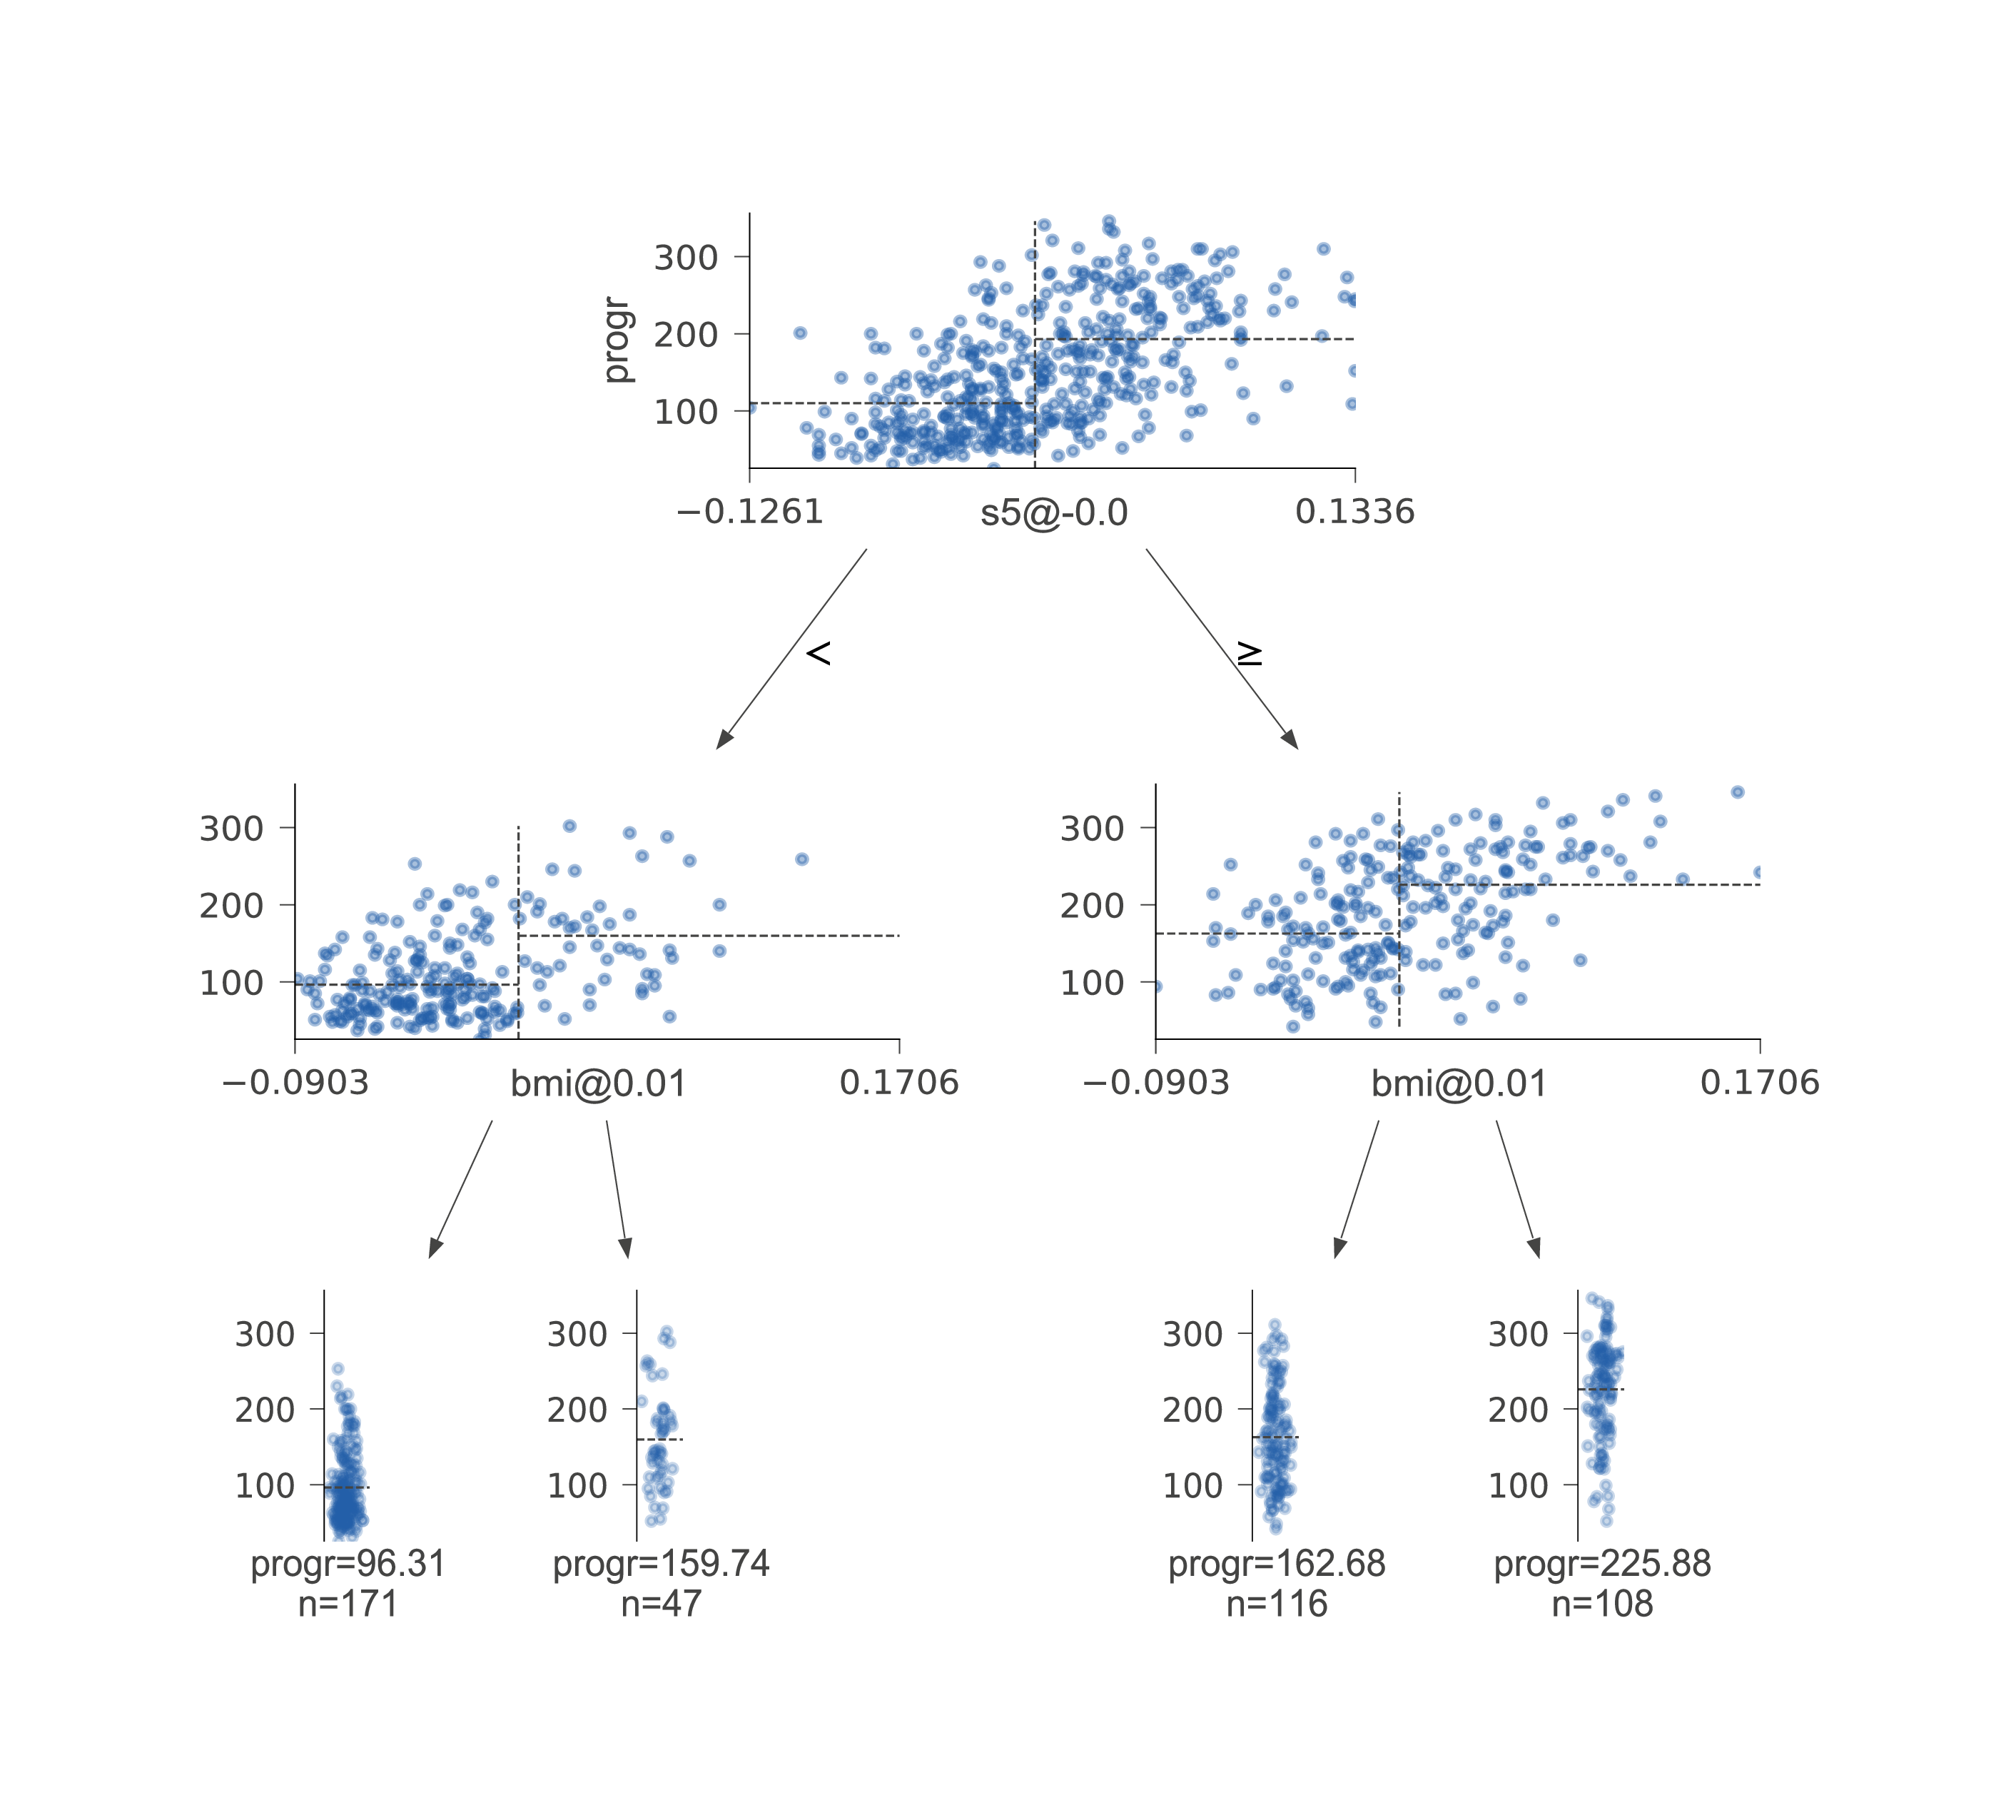 progr
300
200
100
−0.1261 s5@-0.0 0.1336
< ≥
300 300
200 200
100 100
−0.0903 bmi@0.01 0.1706 −0.0903 bmi@0.01 0.1706
300 300 300 300
200 200 200 200
100 100 100 100
progr=96.31 progr=159.74 progr=162.68 progr=225.88
n=171 n=47 n=116 n=108